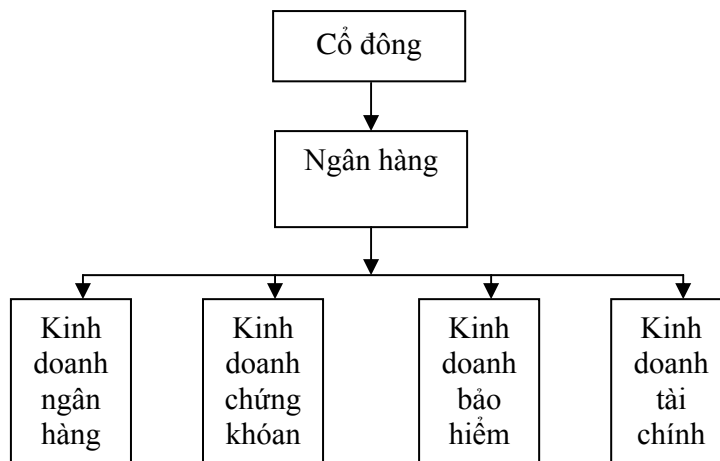 Cổ đông
Ngân hàng
Kinh
doanh
ngân
hàng
Kinh
doanh
chứng
khóan
Kinh
doanh
bảo
hiểm
Kinh
doanh
tài
chính